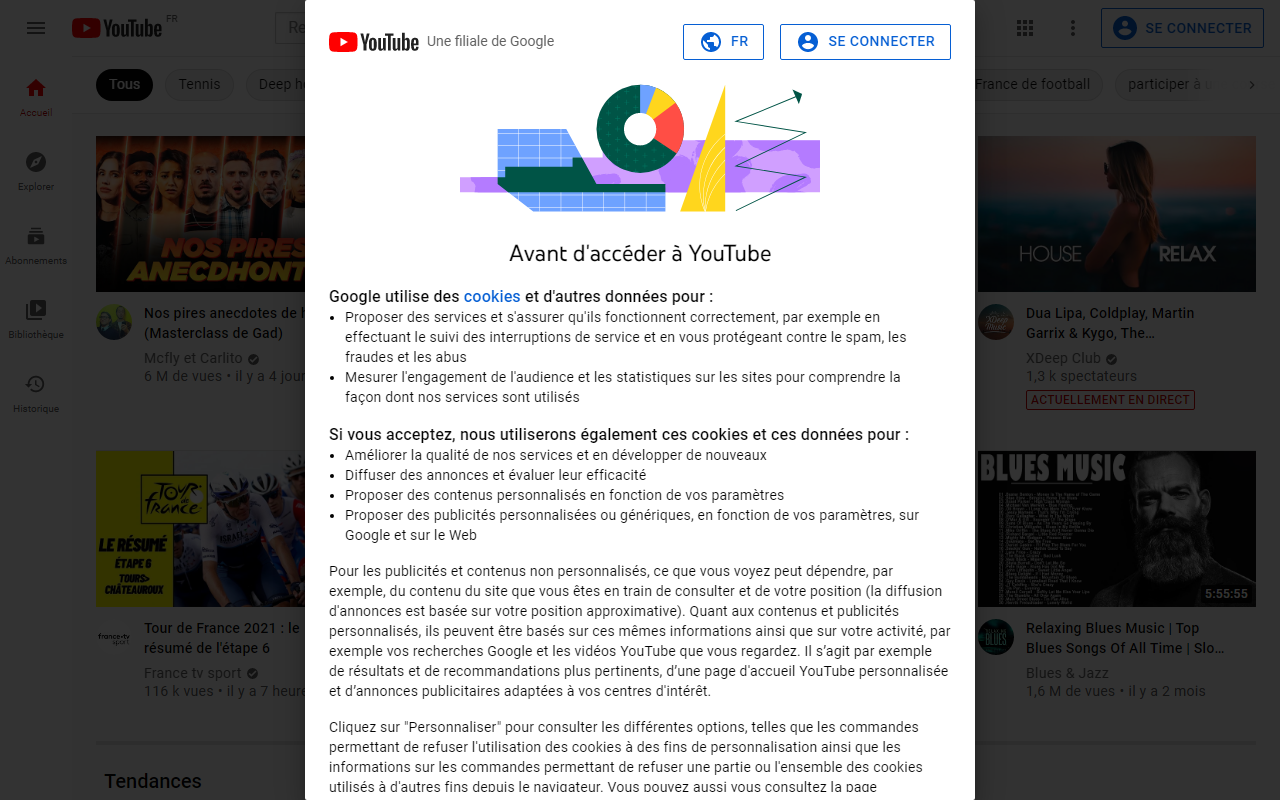 YouTube FR
Re
SE CONNECTER
Tous
Tennis
Deep h
France de football
participer à
Accueil
Explorer
Abonnements
Bibliothèque
Historique
NOS PIRES
ANECDHONT
Nos pires anecdotes de h
(Masterclass de Gad)
Mcfly et Carlito
6 M de vues • il y a 4 jour
TOUR de france
LE RÉSUMÉ
ÉTAPE 6
TOURS>
CHÂTEAUROUX
france•tv sport
Tour de France 2021 : le
résumé de l'étape 6
France tv sport
116 k vues • il y a 7 heure
Tendances
YouTube Une filiale de Google
FR
SE CONNECTER
Avant d'accéder à YouTube
Google utilise des cookies et d'autres données pour :
• Proposer des services et s'assurer qu'ils fonctionnent correctement, par exemple en
effectuant le suivi des interruptions de service et en vous protégeant contre le spam, les
fraudes et les abus
• Mesurer l'engagement de l'audience et les statistiques sur les sites pour comprendre la
façon dont nos services sont utilisés
Si vous acceptez, nous utiliserons également ces cookies et ces données pour :
• Améliorer la qualité de nos services et en développer de nouveaux
• Diffuser des annonces et évaluer leur efficacité
• Proposer des contenus personnalisés en fonction de vos paramètres
• Proposer des publicités personnalisées ou génériques, en fonction de vos paramètres, sur
Google et sur le Web
Pour les publicités et contenus non personnalisés, ce que vous voyez peut dépendre, par
exemple, du contenu du site que vous êtes en train de consulter et de votre position (la diffusion
d'annonces est basée sur votre position approximative). Quant aux contenus et publicités
personnalisés, ils peuvent être basés sur ces mêmes informations ainsi que sur votre activité, par
exemple vos recherches Google et les vidéos YouTube que vous regardez. Il s’agit par exemple
de résultats et de recommandations plus pertinents, d’une page d'accueil YouTube personnalisée
et d’annonces publicitaires adaptées à vos centres d’intérêt.
Cliquez sur "Personnaliser" pour consulter les différentes options, telles que les commandes
permettant de refuser l'utilisation des cookies à des fins de personnalisation ainsi que les
informations sur les commandes permettant de refuser une partie ou l'ensemble des cookies
utilisés à d'autres fins depuis le navigateur. Vous pouvez aussi vous consultez la page
HOUSE RELAX
XDeep Music
Dua Lipa, Coldplay, Martin
Garrix & Kygo, The…
XDeep Club
1,3 k spectateurs
ACTUELLEMENT EN DIRECT
BLUES MUSIC
5:55:55
Relaxing Blues Music | Top
Blues Songs Of All Time | Slo…
Blues & Jazz
1,6 M de vues • il y a 2 mois